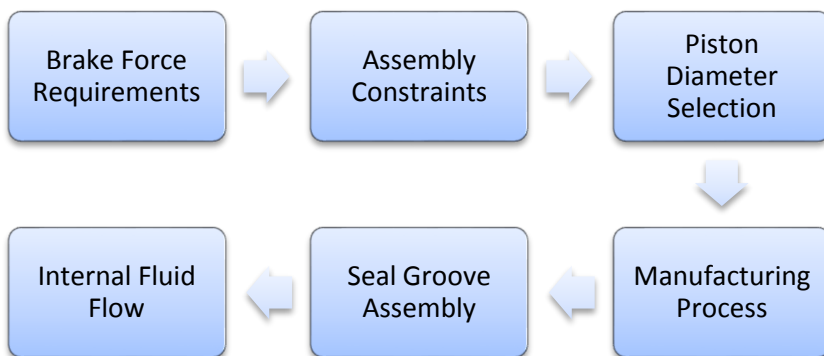 Brake Force
Requirements
Assembly
Constraints
Piston
Diameter
Selection
Manufacturing
Process
Seal Groove
Assembly
Internal Fluid
Flow